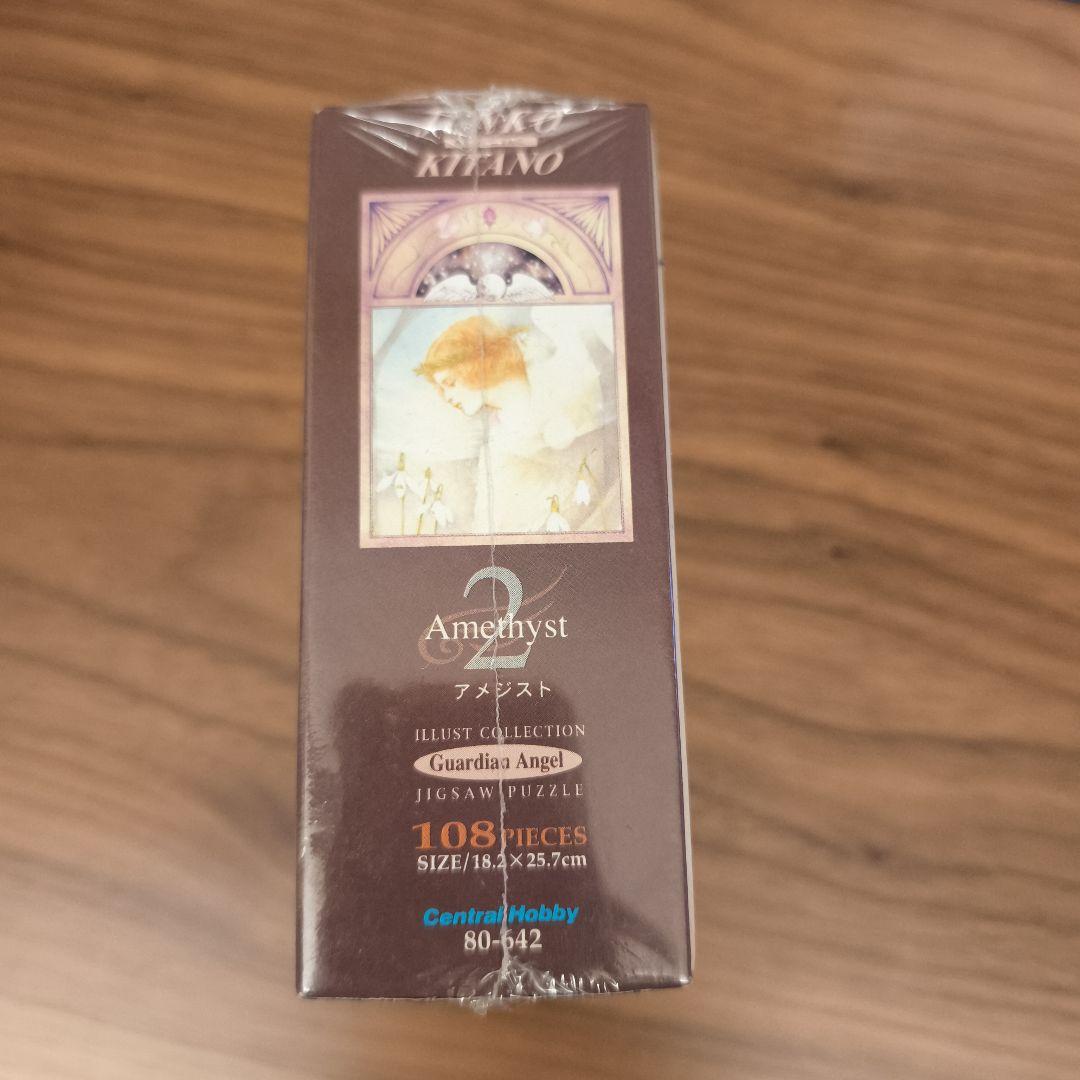 KITANO
2
Amethyst
アメジスト
ILLUST COLLECTION
Guardian Angel
JIGSAW PUZZLE
108 PIECES
SIZE/18.2×25.7cm
Central Hobby
80-642